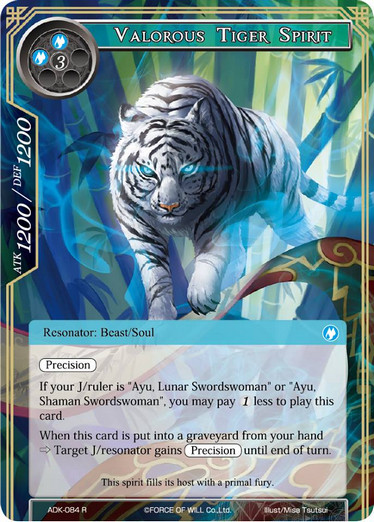 Valorous Tiger Spirit
3
ATK 1200 / DEF 1200
Resonator: Beast/Soul
Precision
If your J/ruler is "Ayu, Lunar Swordswoman" or "Ayu,
Shaman Swordswoman", you may pay 1 less to play this
card.
When this card is put into a graveyard from your hand
⇨ Target J/resonator gains Precision until end of turn.
This spirit fills its host with a primal fury.
ADK-084 R ©FORCE OF WILL Co.,Ltd. Illust/Mise Tsutsoi